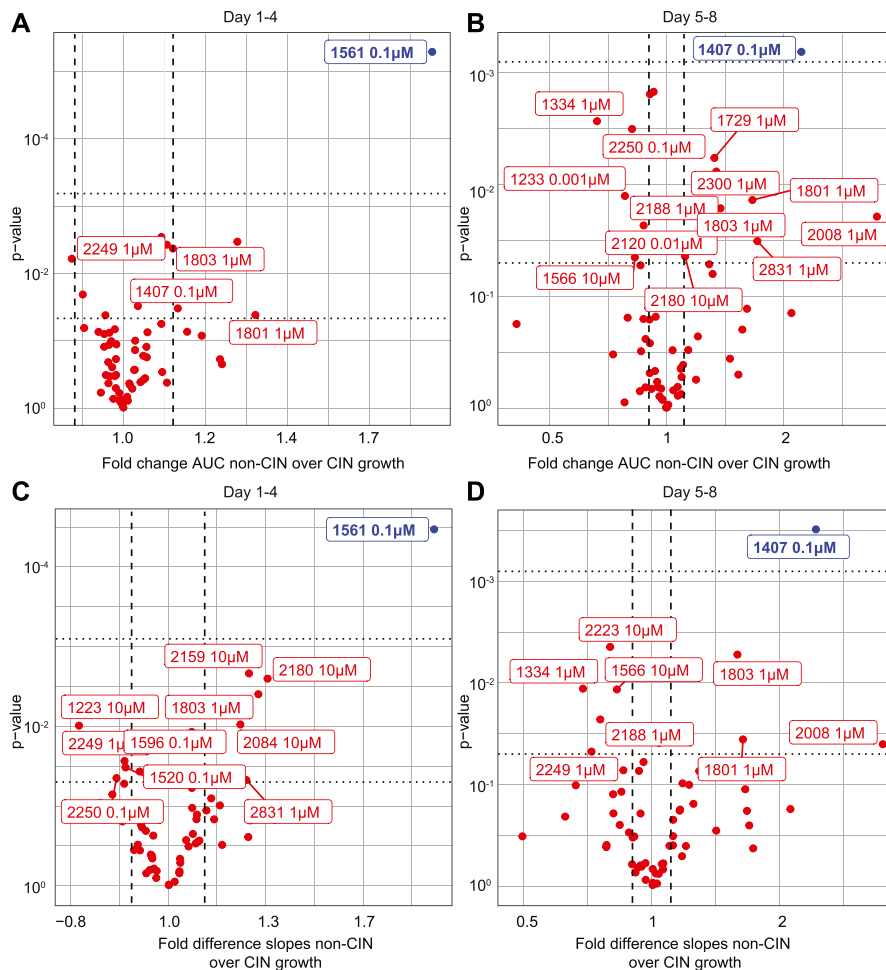 A
Day 1-4
1561 0.1µM
10⁻⁴
2249 1µM
1803 1µM
10⁻²
1407 0.1µM
1801 1µM
10⁰
p-value
1.0
1.2
1.4
1.7
Fold change AUC non-CIN over CIN growth
B
Day 5-8
1407 0.1µM
10⁻³
1334 1µM
1729 1µM
2250 0.1µM
1233 0.001µM
2300 1µM
1801 1µM
10⁻²
2188 1µM
1803 1µM
2008 1µM
2120 0.01µM
1566 10µM
2831 1µM
2180 10µM
10⁻¹
10⁰
p-value
0.5
1
2
Fold change AUC non-CIN over CIN growth
C
Day 1-4
1561 0.1µM
10⁻⁴
2159 10µM
2180 10µM
1223 10µM
1803 1µM
10⁻²
2249 1µ
1596 0.1µM
2084 10µM
1520 0.1µM
2250 0.1µM
2831 1µM
10⁰
p-value
−0.8
1.0
1.3
1.7
Fold difference slopes non-CIN
over CIN growth
D
Day 5-8
1407 0.1µM
10⁻³
2223 10µM
1334 1µM
1566 10µM
1803 1µM
10⁻²
2188 1µM
2008 1µM
2249 1µM
1801 1µM
10⁻¹
10⁰
p-value
0.5
1
2
Fold difference slopes non-CIN
over CIN growth